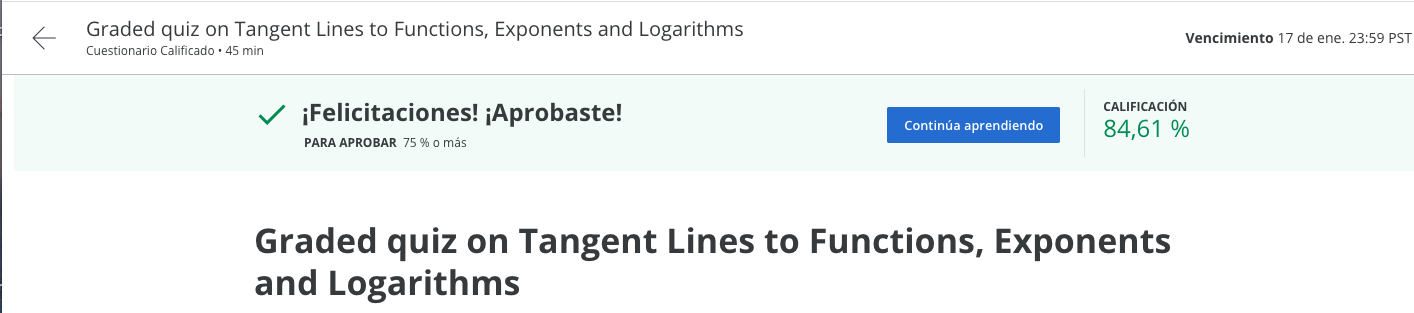 Graded quiz on Tangent Lines to Functions, Exponents and Logarithms
Cuestionario Calificado • 45 min
Vencimiento 17 de ene. 23:59 PST
¡Felicitaciones! ¡Aprobaste!
PARA APROBAR 75 % o más
Continúa aprendiendo
CALIFICACIÓN
84,61 %
Graded quiz on Tangent Lines to Functions, Exponents
and Logarithms